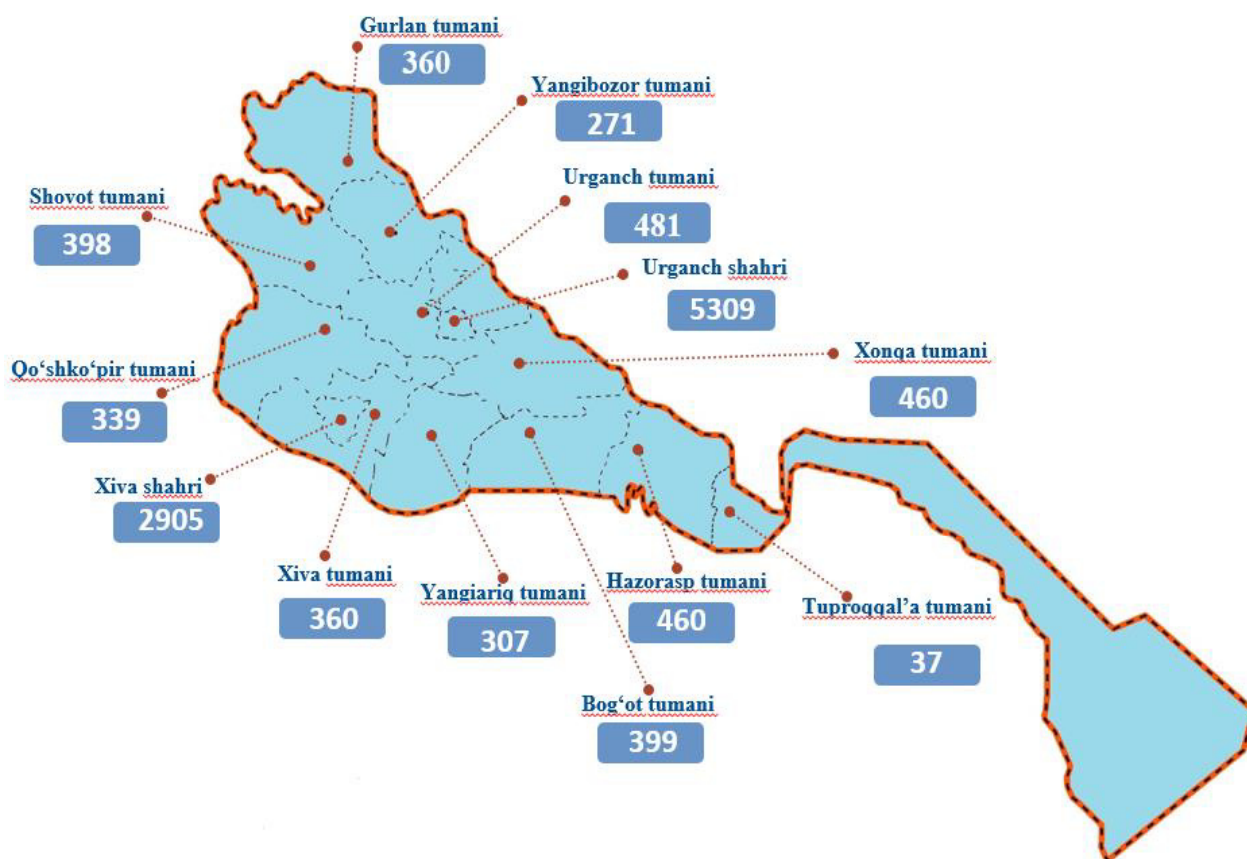 Gurlan tumani
360
Yangibozor tumani
271
Urganch tumani
481
Shovot tumani
398
Urganch shahri
5309
Xonqa tumani
460
Qo‘shko‘pir tumani
339
Xiva shahri
2905
Xiva tumani
360
Yangiariq tumani
307
Hazorasp tumani
460
Tuproqqal’a tumani
37
Bog‘ot tumani
399